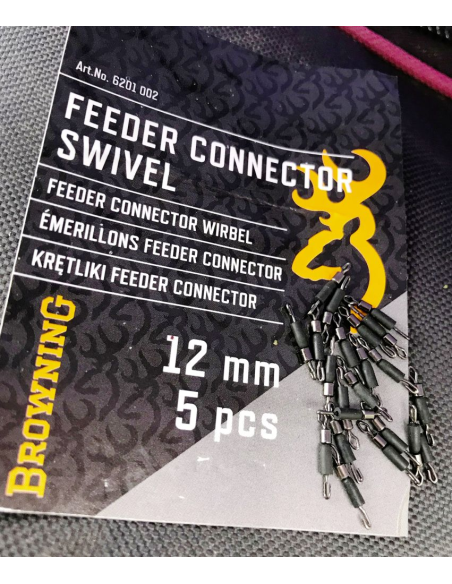 Art.No. 6201 002
FEEDER CONNECTOR
SWIVEL
FEEDER CONNECTOR WIRBEL
ÉMERILLONS FEEDER CONNECTOR
KRĘTLIKI FEEDER CONNECTOR
12 mm
5 pcs
BROWNING